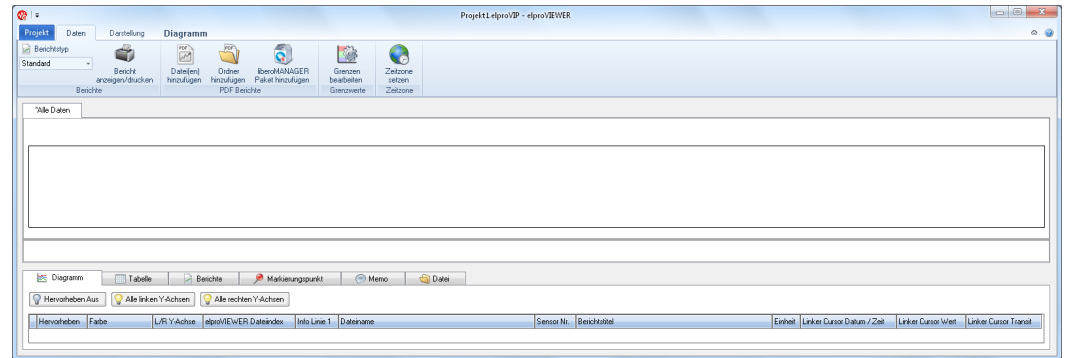 Projekt1.elproVIP - elproVIEWER
Projekt Daten Darstellung Diagramm
Berichtstyp
Standard
Bericht anzeigen/drucken
Berichte
Datei(en) hinzufügen
Ordner hinzufügen
liberoMANAGER Paket hinzufügen
PDF Berichte
Grenzen bearbeiten
Grenzwerte
Zeitzone setzen
Zeitzone
*Alle Daten
Diagramm Tabelle Berichte Markierungspunkt Memo Datei
Hervorheben Aus Alle linken Y-Achsen Alle rechten Y-Achsen
Hervorheben Farbe L/R Y-Achse elproVIEWER Dateiindex Info Linie 1 Dateiname Sensor Nr. Berichtstitel Einheit Linker Cursor Datum / Zeit Linker Cursor Wert Linker Cursor Transit